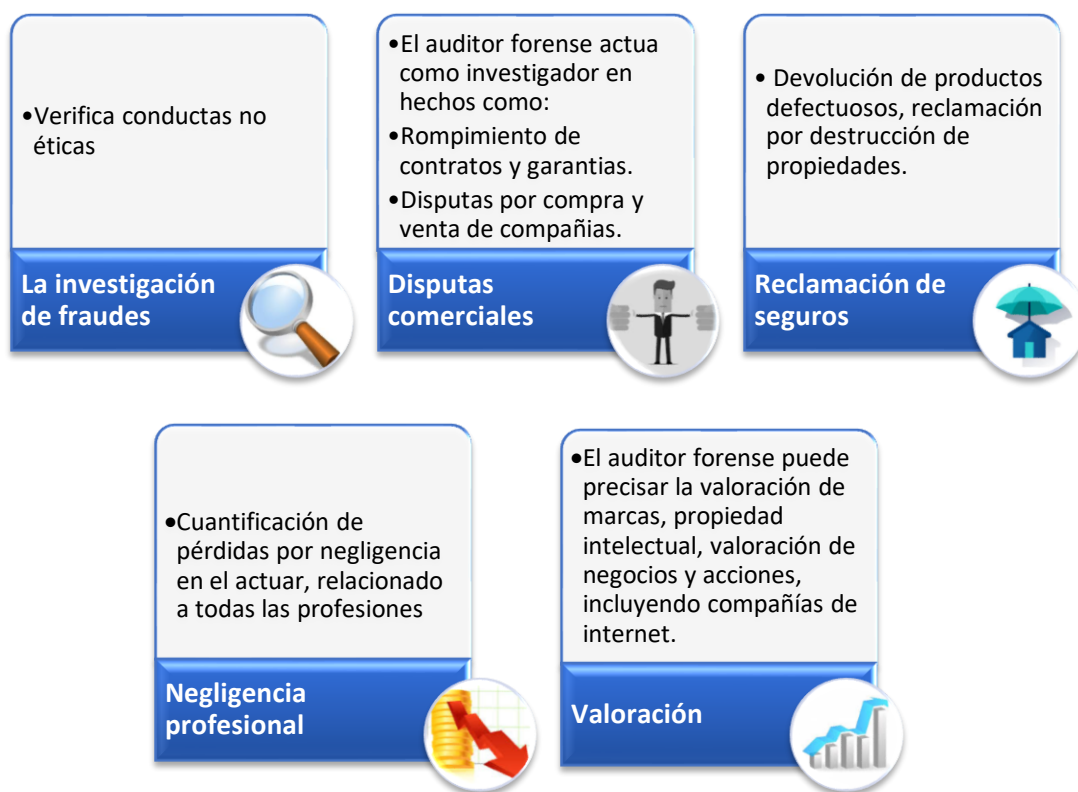 •Verifica conductas no
éticas
La investigación
de fraudes
•El auditor forense actua
como investigador en
hechos como:
•Rompimiento de
contratos y garantias.
•Disputas por compra y
venta de compañias.
Disputas
comerciales
• Devolución de productos
defectuosos, reclamación
por destrucción de
propiedades.
Reclamación de
seguros
•Cuantificación de
pérdidas por negligencia
en el actuar, relacionado
a todas las profesiones
Negligencia
profesional
•El auditor forense puede
precisar la valoración de
marcas, propiedad
intelectual, valoración de
negocios y acciones,
incluyendo compañías de
internet.
Valoración